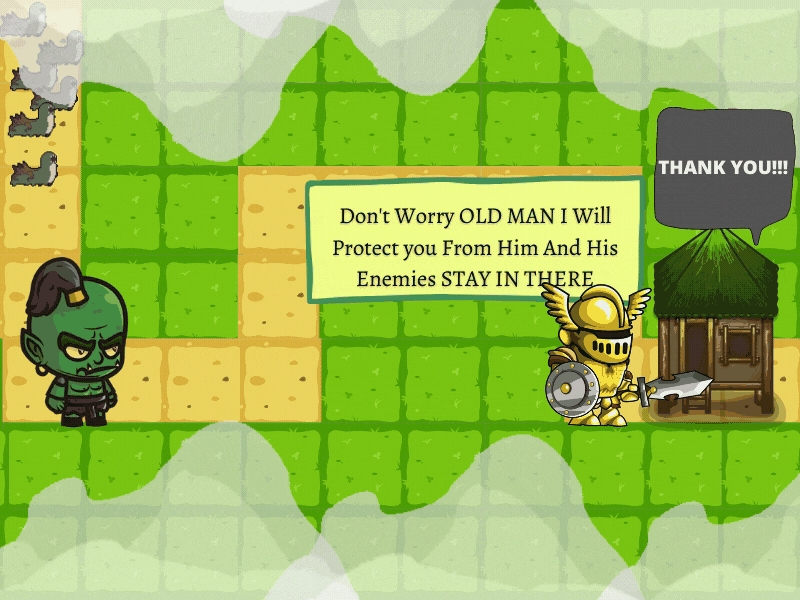 THANK YOU!!!
Don't Worry OLD MAN I Will
Protect you From Him And His
Enemies STAY IN THERE